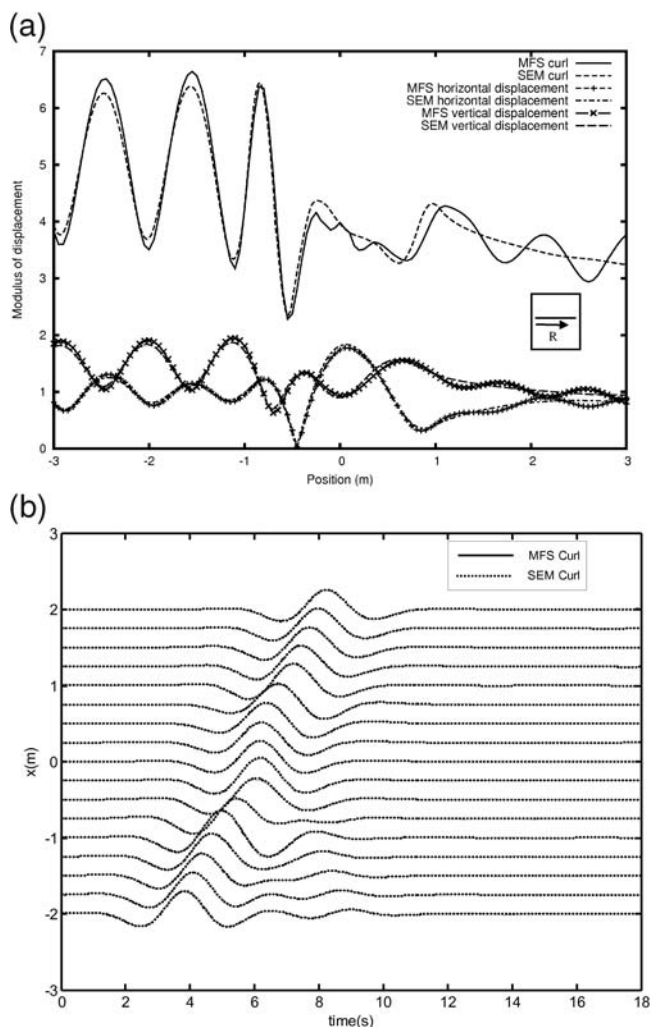 (a)
7
6
5
4
3
2
1
0
Modulus of displacement
MFS curl
SEM curl
MFS horizontal displacement
SEM horizontal displacement
MFS vertical dispalcement
SEM vertical displacement
R
-3 -2 -1 0 1 2 3
Position (m)
(b)
3
2
1
0
-1
-2
-3
x(m)
MFS Curl
SEM Curl
0 2 4 6 8 10 12 14 16 18
time(s)